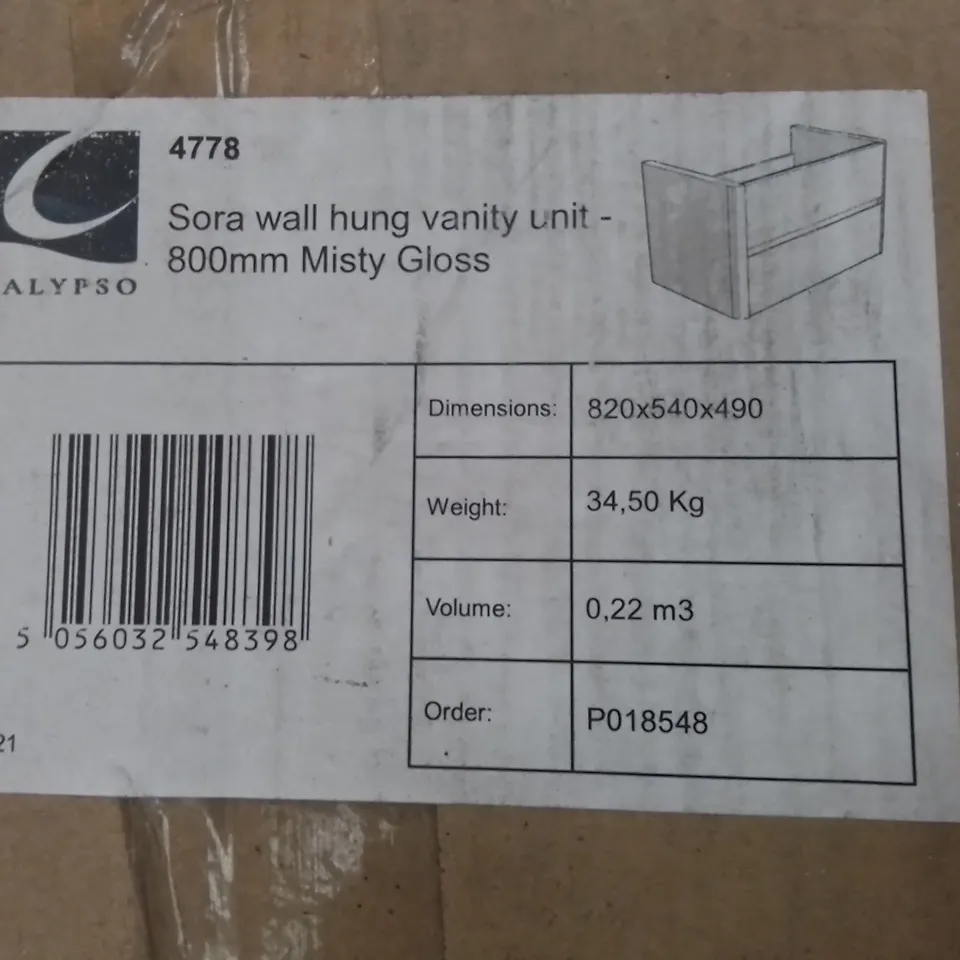 4778
Sora wall hung vanity unit -
800mm Misty Gloss
ALYPSO
Dimensions: 820x540x490
Weight: 34,50 Kg
Volume: 0,22 m3
Order: P018548
5 056032 548398
21